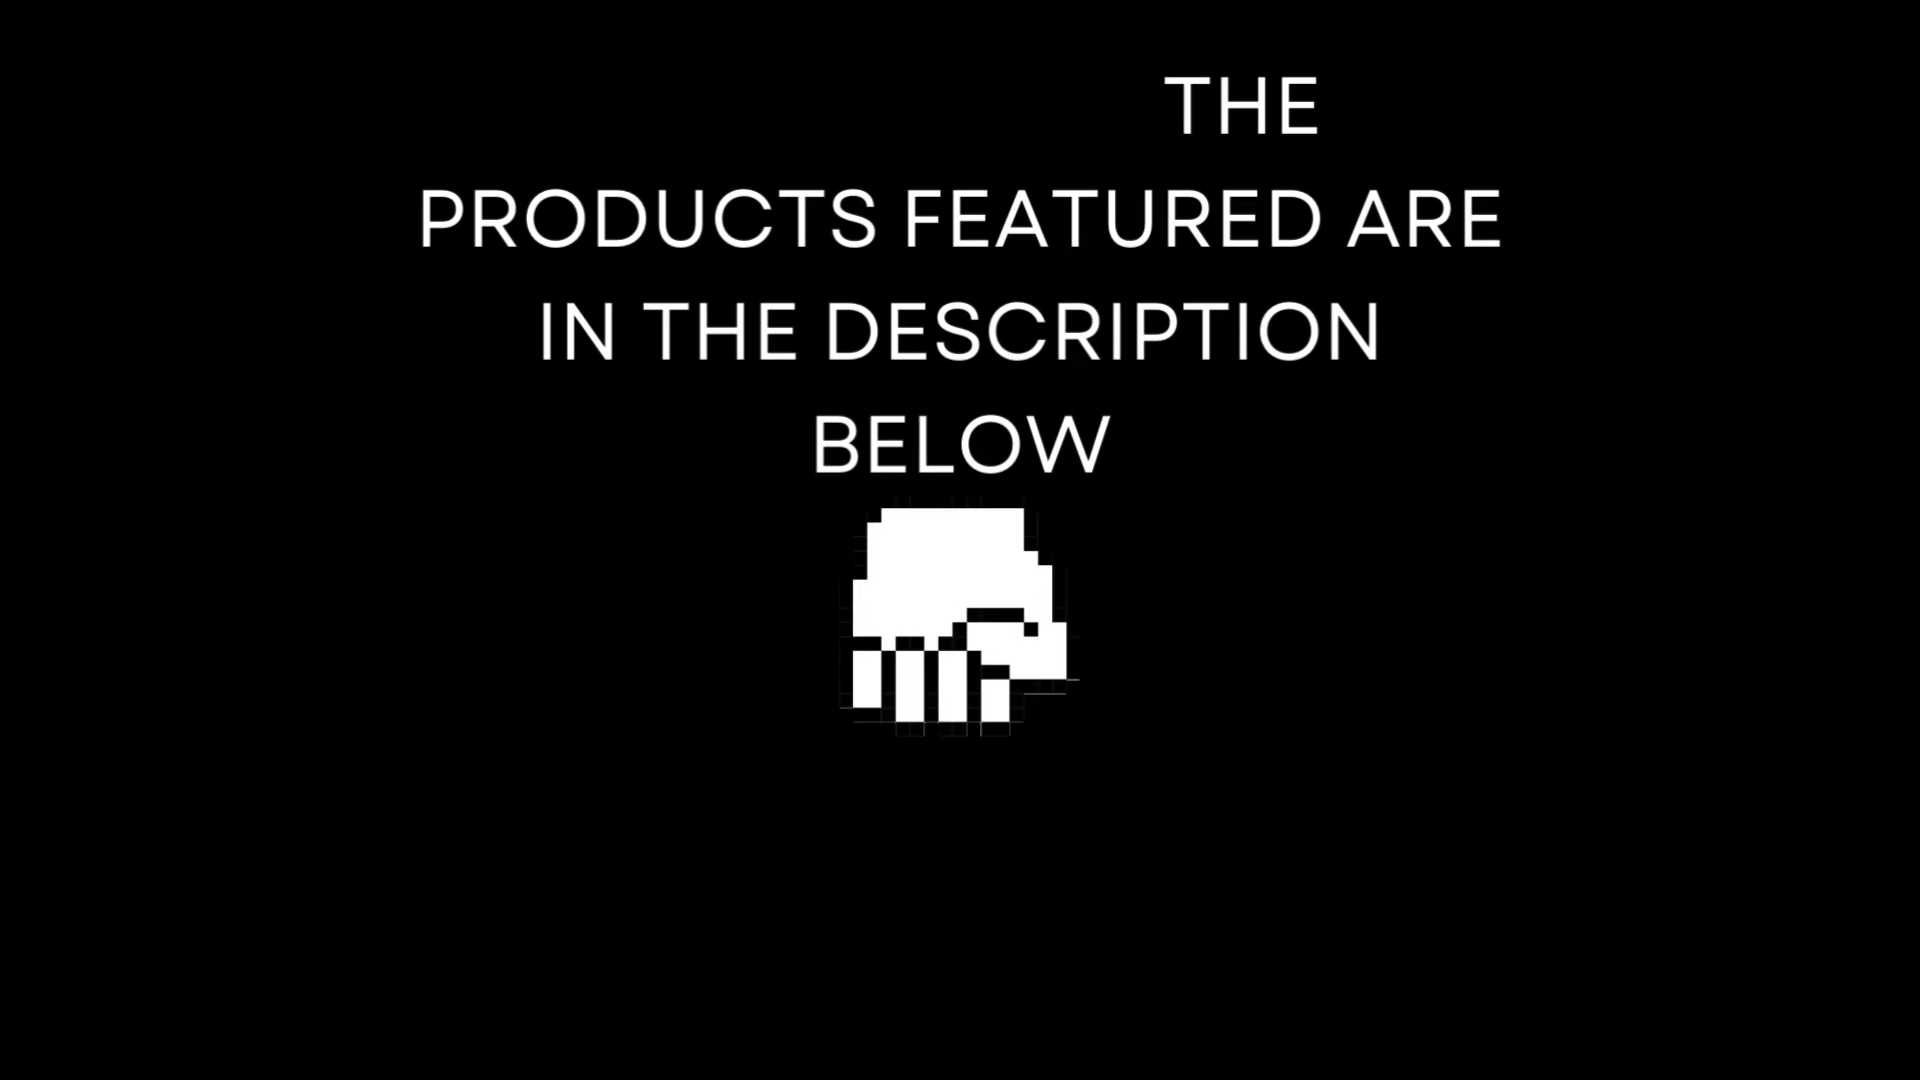 THE
PRODUCTS FEATURED ARE
IN THE DESCRIPTION
BELOW